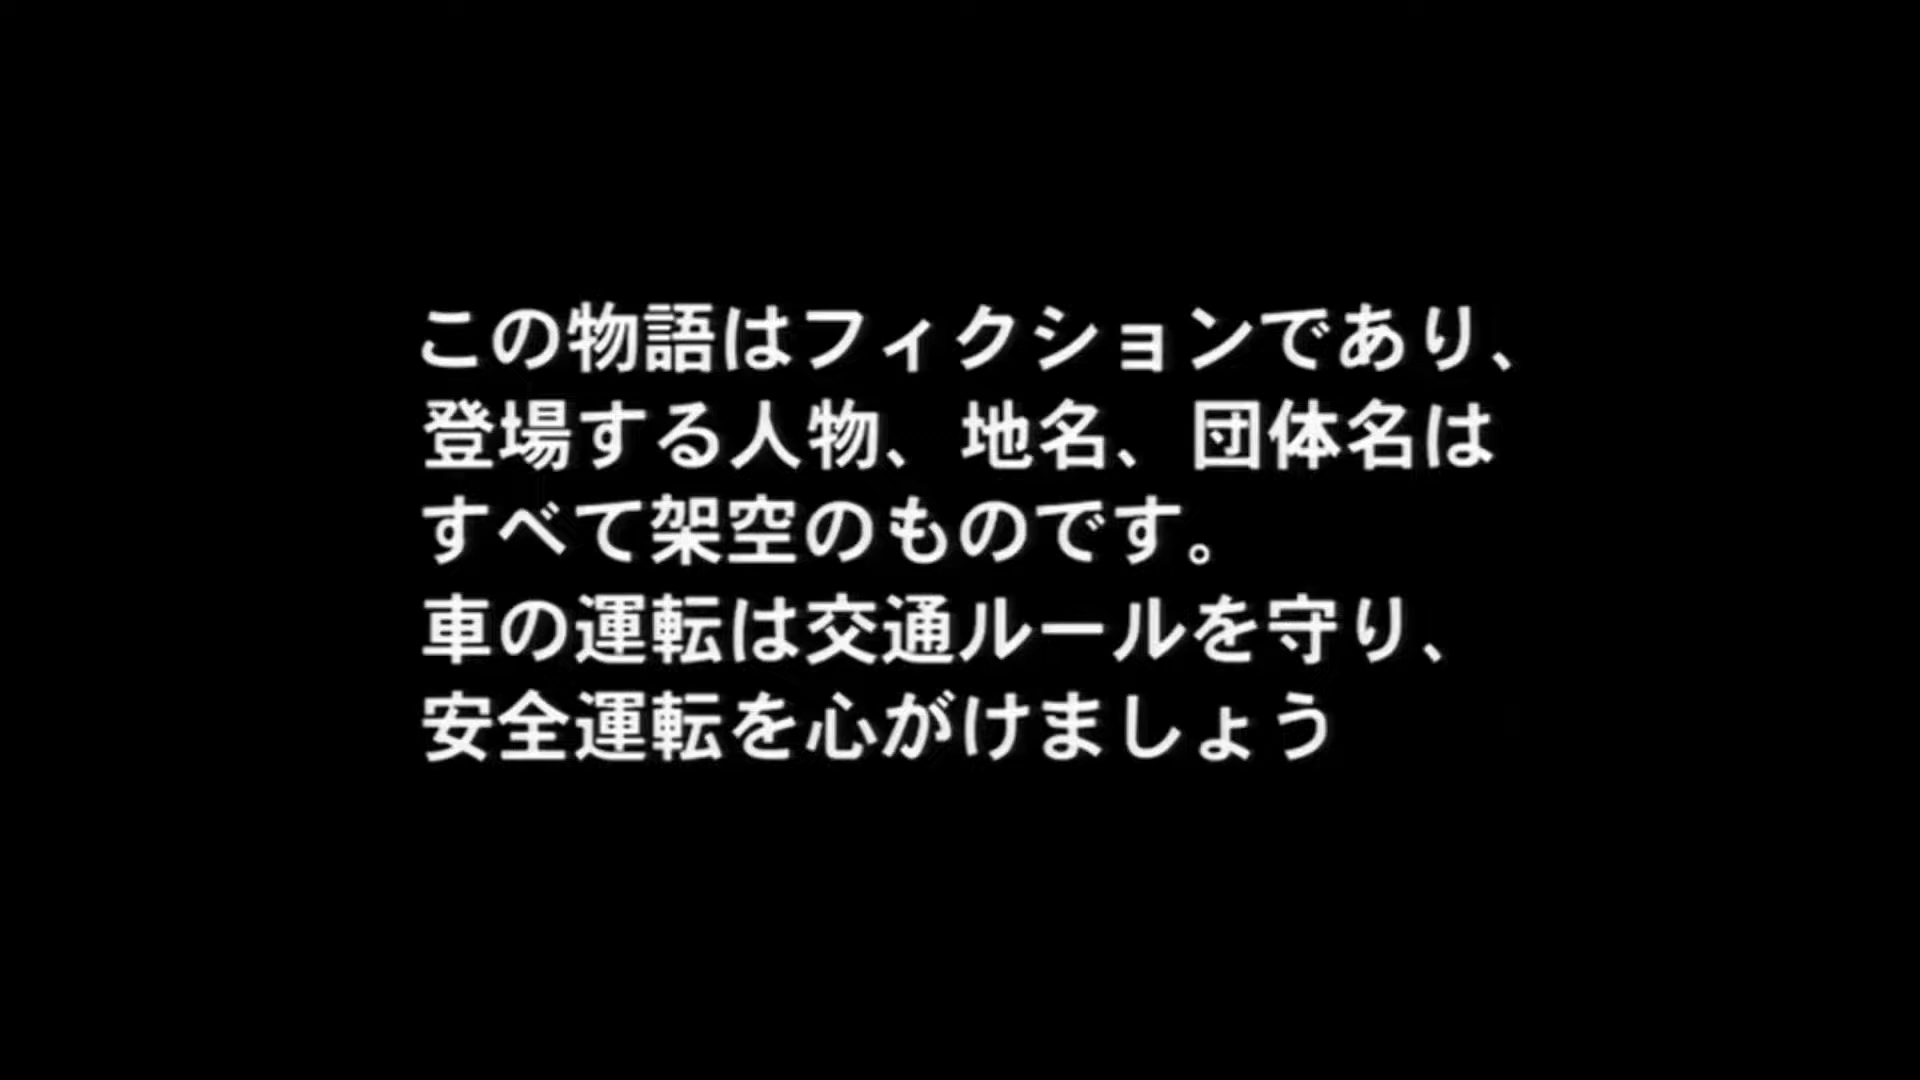 この物語はフィクションであり、
登場する人物、地名、団体名は
すべて架空のものです。
車の運転は交通ルールを守り、
安全運転を心がけましょう